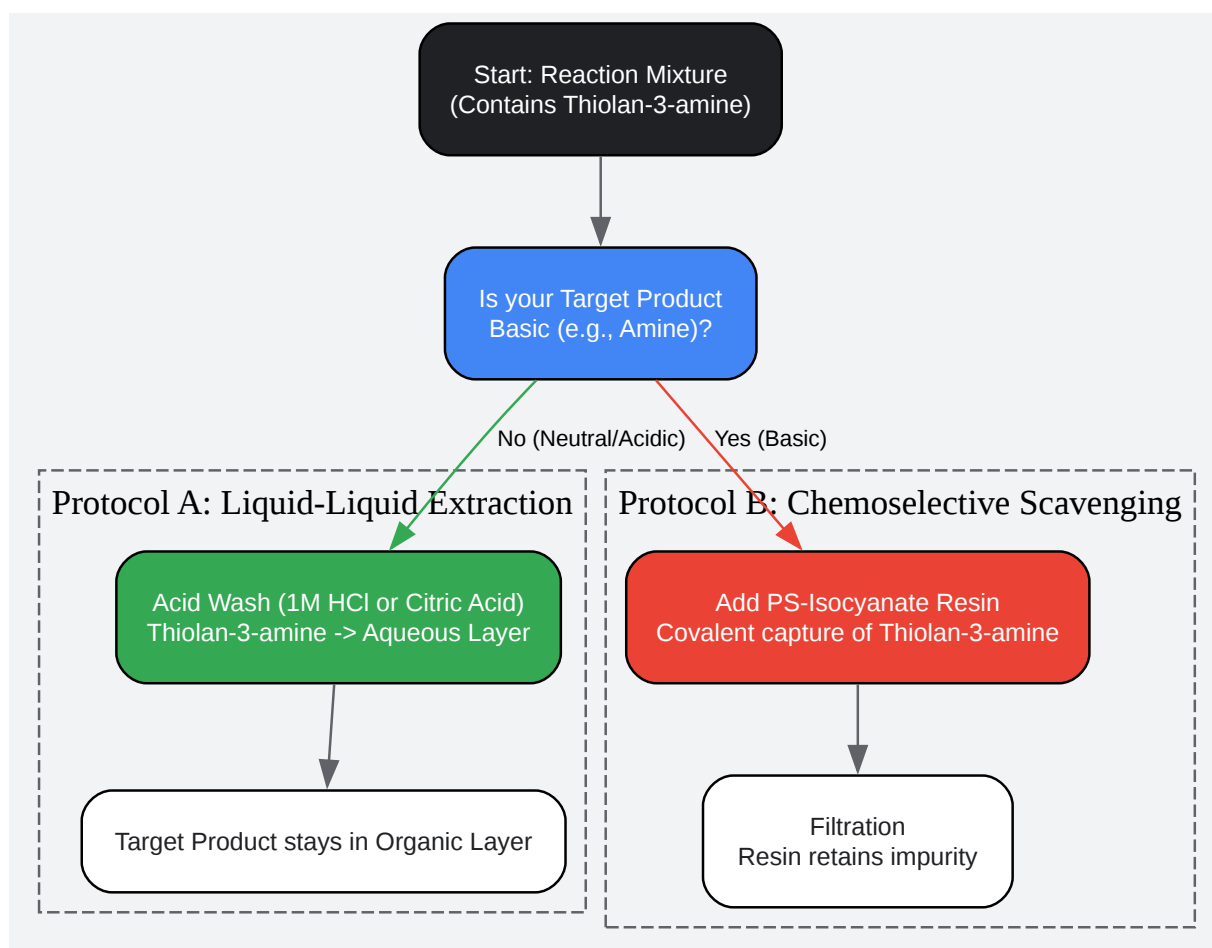 Start: Reaction Mixture
(Contains Thiolan-3-amine)
Is your Target Product
Basic (e.g., Amine)?
No (Neutral/Acidic)
Yes (Basic)
Protocol A: Liquid-Liquid Extraction
Protocol B: Chemoselective Scavenging
Acid Wash (1M HCl or Citric Acid)
Thiolan-3-amine -> Aqueous Layer
Add PS-Isocyanate Resin
Covalent capture of Thiolan-3-amine
Target Product stays in Organic Layer
Filtration
Resin retains impurity